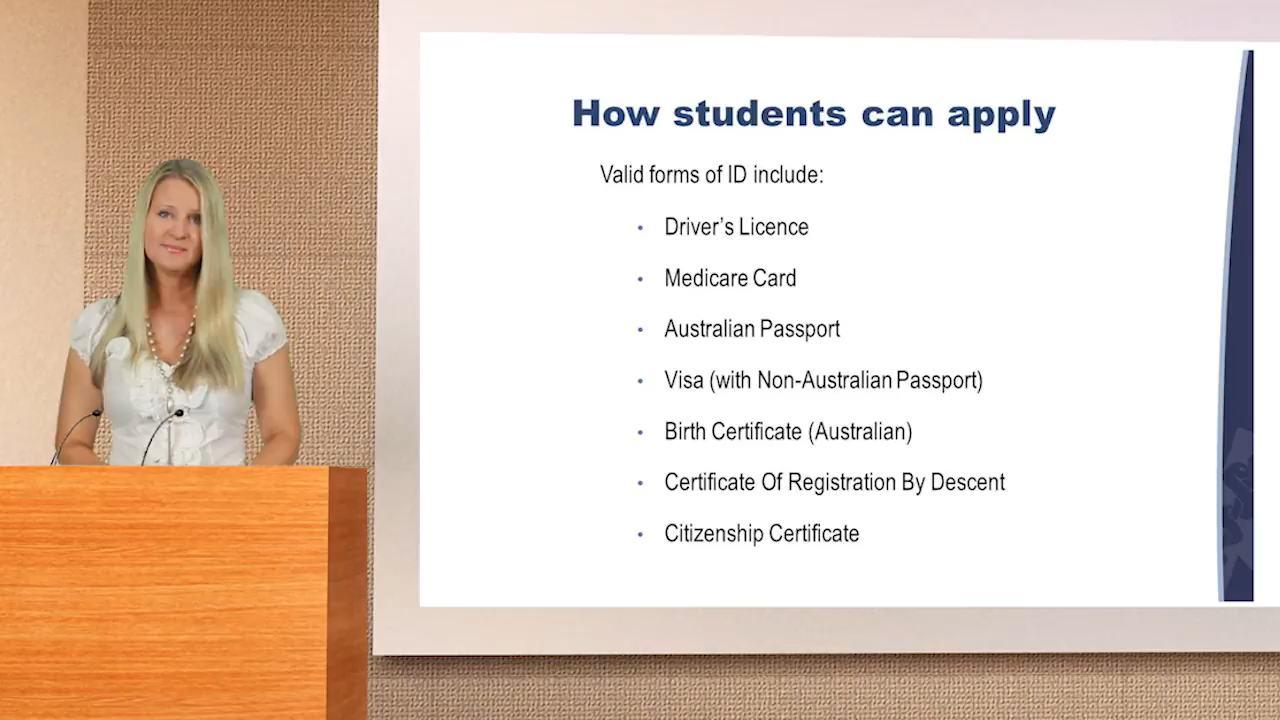 How students can apply
Valid forms of ID include:
• Driver's Licence
• Medicare Card
• Australian Passport
• Visa (with Non-Australian Passport)
• Birth Certificate (Australian)
• Certificate Of Registration By Descent
• Citizenship Certificate